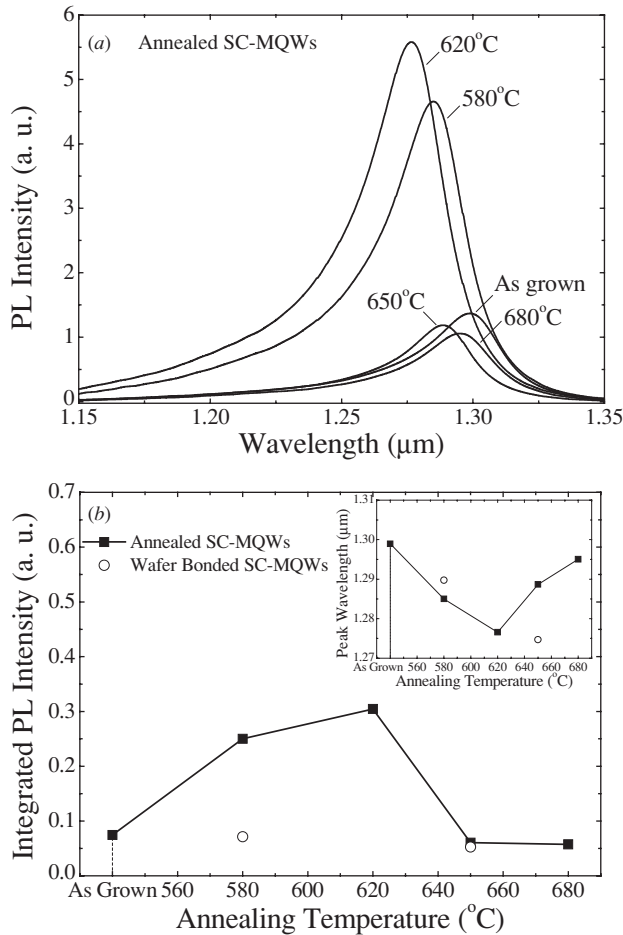 (a) Annealed SC-MQWs
620°C
580°C
As grown
650°C
680°C
PL Intensity (a. u.)
6
5
4
3
2
1
0
1.15 1.20 1.25 1.30 1.35
Wavelength (μm)
(b)
Annealed SC-MQWs
Wafer Bonded SC-MQWs
Integrated PL Intensity (a. u.)
0.7
0.6
0.5
0.4
0.3
0.2
0.1
0.0
As Grown 560 580 600 620 640 660 680
Annealing Temperature (°C)
Peak Wavelength (μm)
1.31
1.30
1.29
1.28
1.27
As Grown 560 580 600 620 640 660 680
Annealing Temperature (°C)